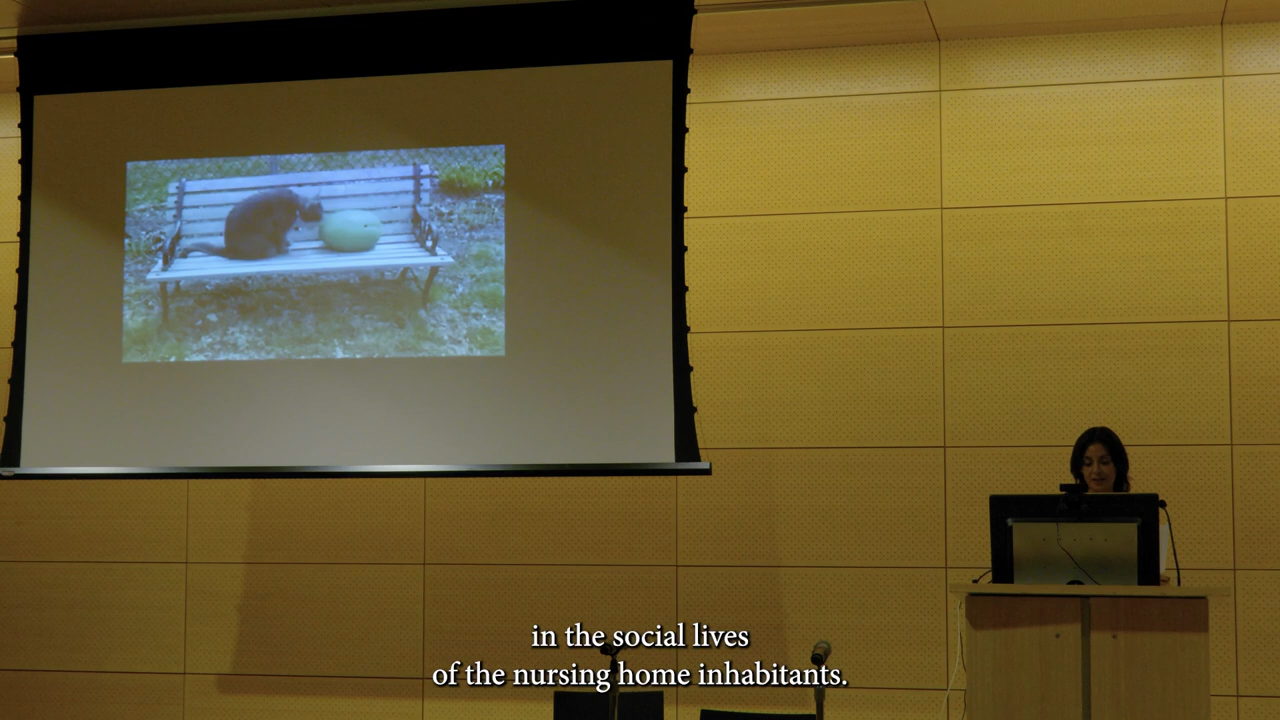 in the social lives
of the nursing home inhabitants.